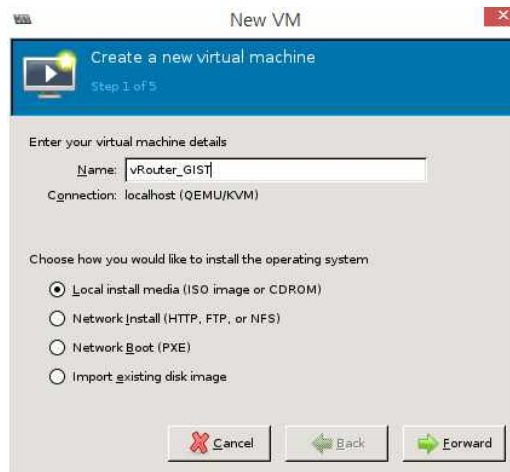 New VM
Create a new virtual machine
Step 1 of 5
Enter your virtual machine details
Name: vRouter_GIST
Connection: localhost (QEMU/KVM)
Choose how you would like to install the operating system
Local install media (ISO image or CDROM)
Network Install (HTTP, FTP, or NFS)
Network Boot (PXE)
Import existing disk image
Cancel Back Forward